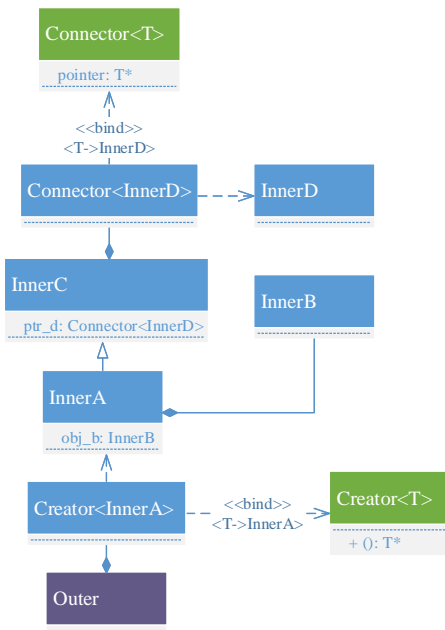 Connector<T>
pointer: T*
<<bind>>
<T->InnerD>
Connector<InnerD>
InnerD
InnerC
ptr_d: Connector<InnerD>
InnerB
InnerA
obj_b: InnerB
Creator<InnerA>
<<bind>>
<T->InnerA>
Creator<T>
+ (): T*
Outer